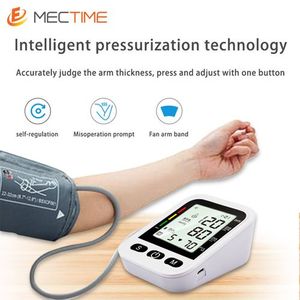 MECTIME
Intelligent pressurization technology
Accurately judge the arm thickness, press and adjust with one button
self-regulation
Misoperation prompt
Fan arm band
S
M